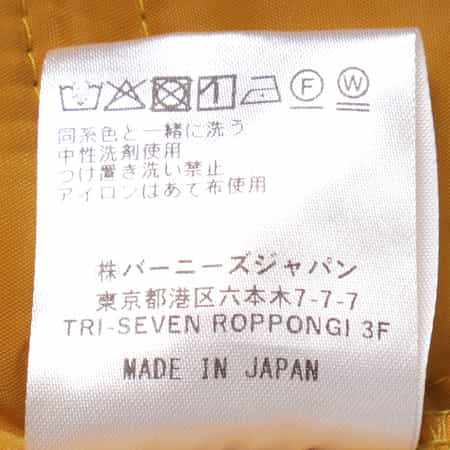 F W
同系色と一緒に洗う
中性洗剤使用
つけ置き洗い禁止
アイロンはあて布使用
株バーニーズジャパン
東京都港区六本木7-7-7
TRI-SEVEN ROPPONGI 3F
MADE IN JAPAN